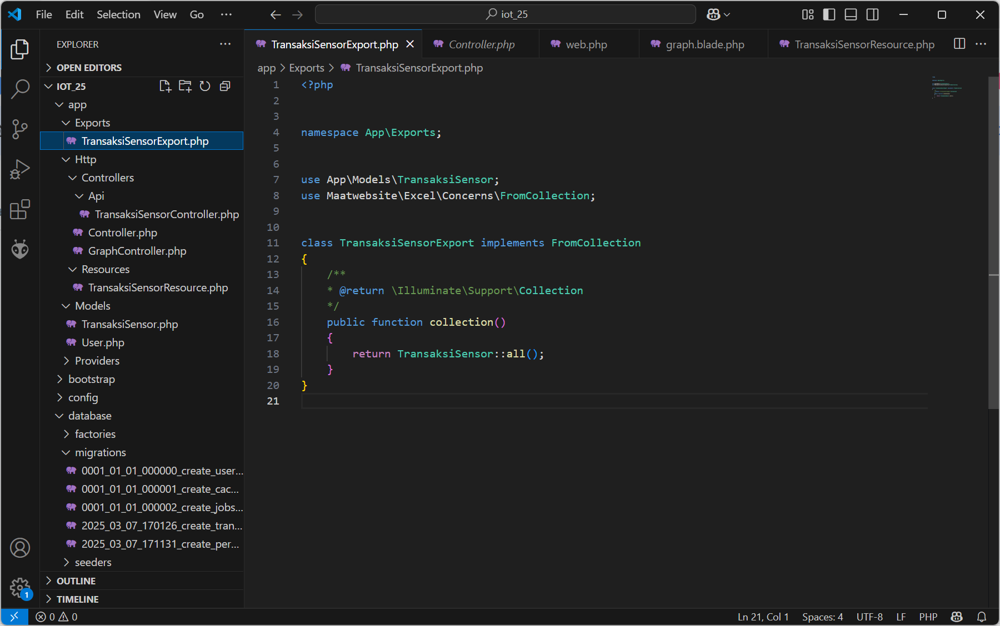 File Edit Selection View Go ···
iot_25
EXPLORER ···
OPEN EDITORS
IOT_25
app
Exports
TransaksiSensorExport.php
Http
Controllers
Api
TransaksiSensorController.php
Controller.php
GraphController.php
Resources
TransaksiSensorResource.php
Models
TransaksiSensor.php
User.php
Providers
bootstrap
config
database
factories
migrations
0001_01_01_000000_create_user...
0001_01_01_000001_create_cac...
0001_01_01_000002_create_jobs...
2025_03_07_170126_create_tran...
2025_03_07_171131_create_per...
seeders
OUTLINE
TIMELINE
1
TransaksiSensorExport.php Controller.php web.php graph.blade.php TransaksiSensorResource.php ···
app > Exports > TransaksiSensorExport.php
1 <?php
2
3
4 namespace App\Exports;
5
6
7 use App\Models\TransaksiSensor;
8 use Maatwebsite\Excel\Concerns\FromCollection;
9
10
11 class TransaksiSensorExport implements FromCollection
12 {
13 /**
14 * @return \Illuminate\Support\Collection
15 */
16 public function collection()
17 {
18 return TransaksiSensor::all();
19 }
20 }
21
0 0
Ln 21, Col 1 Spaces: 4 UTF-8 LF PHP